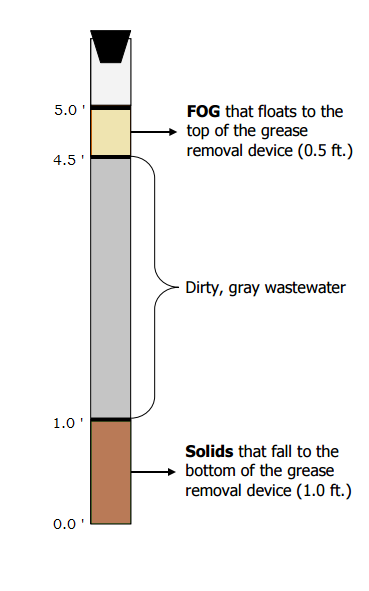 5.0 '
FOG that floats to the
top of the grease
removal device (0.5 ft.)
4.5 '
Dirty, gray wastewater
1.0 '
Solids that fall to the
bottom of the grease
removal device (1.0 ft.)
0.0 '